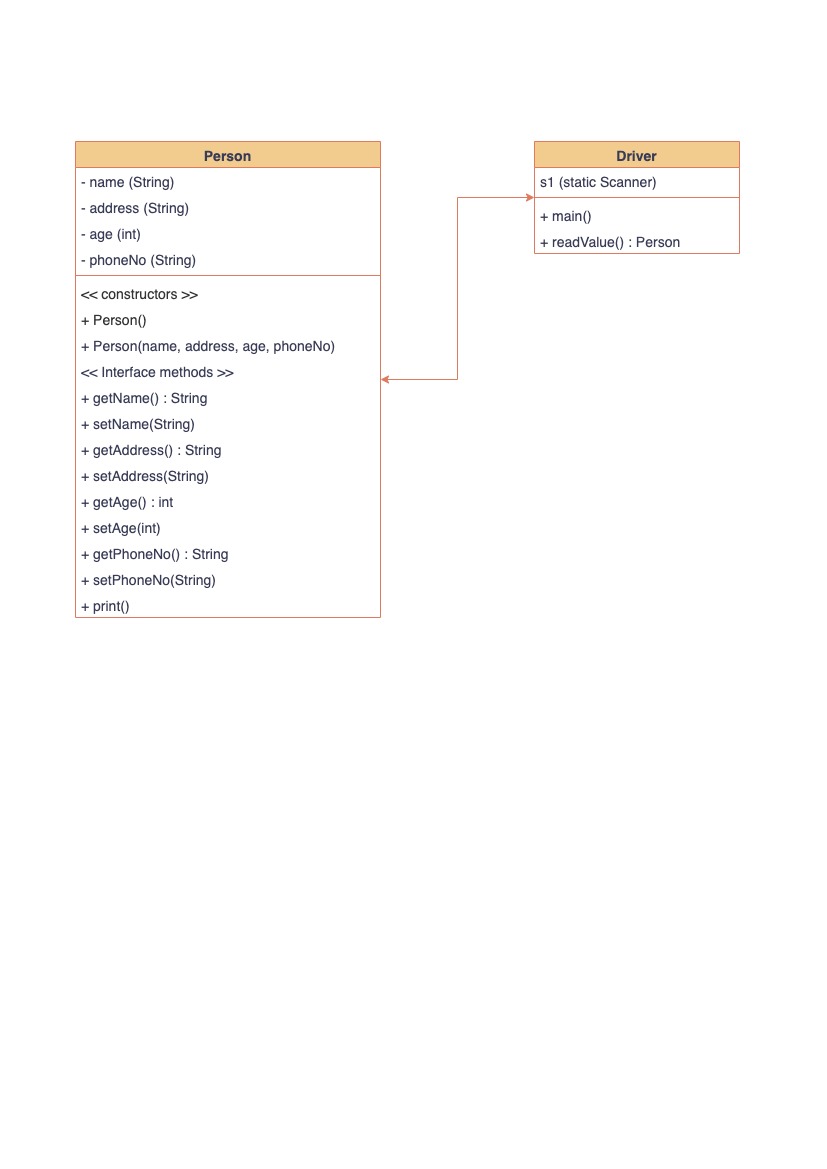 Person
- name (String)
- address (String)
- age (int)
- phoneNo (String)
<< constructors >>
+ Person()
+ Person(name, address, age, phoneNo)
<< Interface methods >>
+ getName() : String
+ setName(String)
+ getAddress() : String
+ setAddress(String)
+ getAge() : int
+ setAge(int)
+ getPhoneNo() : String
+ setPhoneNo(String)
+ print()
Driver
s1 (static Scanner)
+ main()
+ readValue() : Person